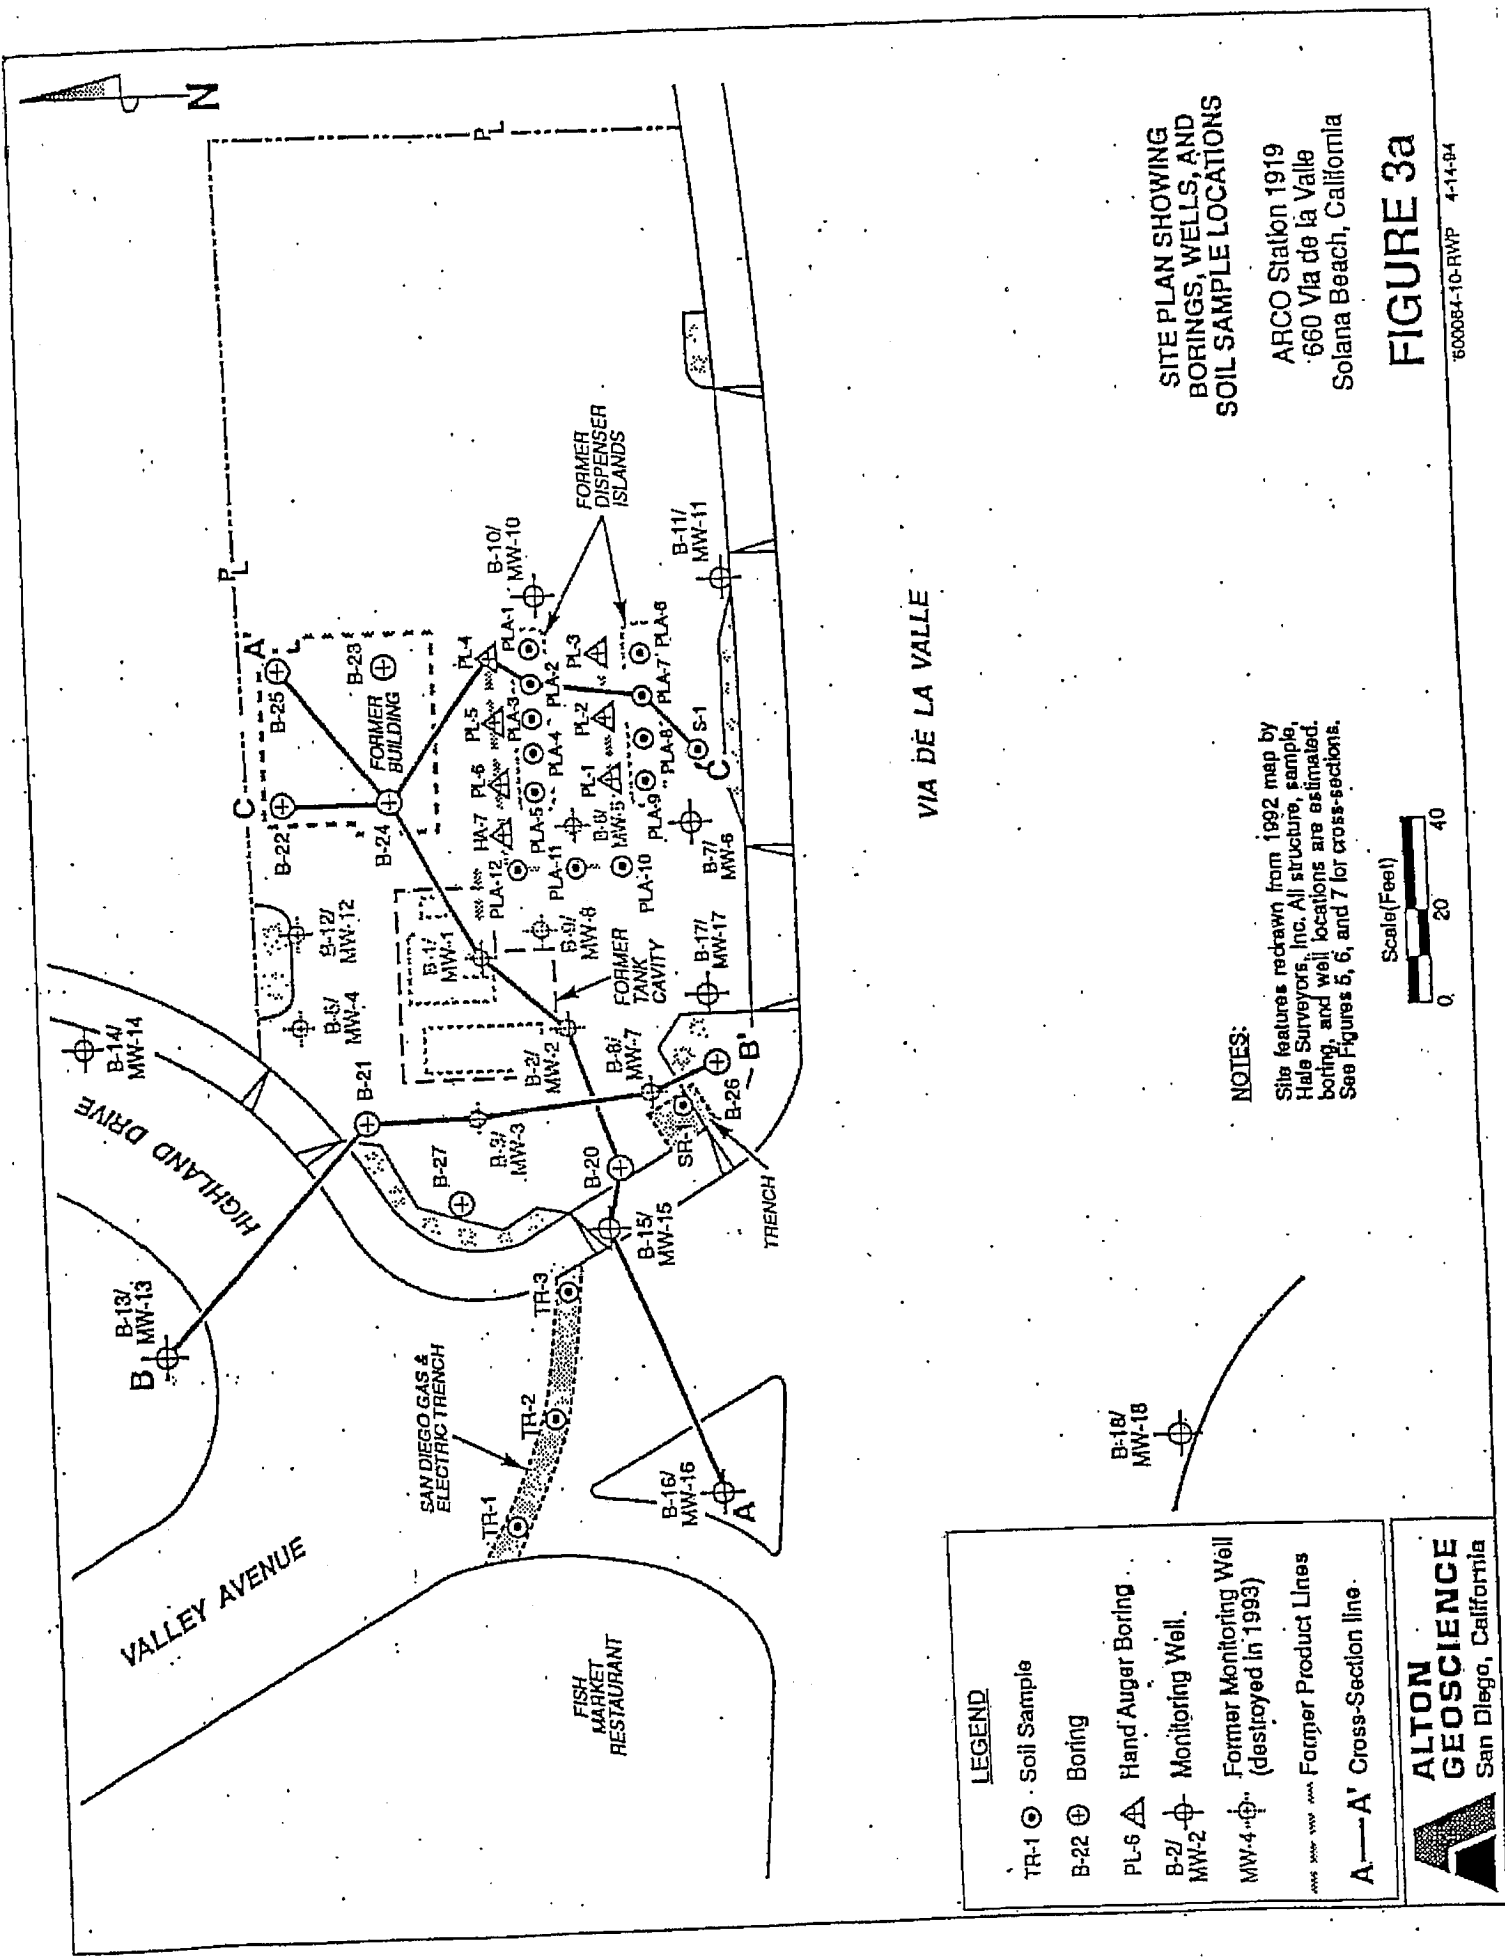 N
P
L
P
L
HIGHLAND DRIVE
VALLEY AVENUE
VIA DE LA VALLE
B-14/
MW-14
B-13/
MW-13
B
B-12/
MW-12
B-5/
MW-4
B-21
B-27
B-3/
MW-3
B-22
C
B-25
A'
B-23
FORMER
BUILDING
B-24
B-1/
MW-1
B-2/
MW-2
B-9/
MW-8
FORMER
TANK
CAVITY
HA-7
PL-6
PL-5
PL-4
PLA-12
PLA-11
PLA-5
PLA-4
PLA-3
PLA-2
PLA-1
PL-1
PL-2
PL-3
B-6/
MW-5
PLA-10
PLA-9
PLA-8
PLA-7
PLA-6
B-10/
MW-10
FORMER
DISPENSER
ISLANDS
B-11/
MW-11
S-1
C
B-7/
MW-6
B-17/
MW-17
B-8/
MW-7
B'
B-26
SR-1
TRENCH
B-20
B-15/
MW-15
TR-3
TR-2
TR-1
SAN DIEGO GAS &
ELECTRIC TRENCH
B-16/
MW-16
A
FISH
MARKET
RESTAURANT
B-18/
MW-18
LEGEND
TR-1 Soil Sample
B-22 Boring
PL-6 Hand Auger Boring
B-2/
MW-2 Monitoring Well
MW-4 Former Monitoring Well
(destroyed in 1993)
Former Product Lines
A A' Cross-Section line
NOTES:
Site features redrawn from 1992 map by
Hale Surveyors, Inc. All structure, sample,
boring, and well locations are estimated.
See Figures 5, 6, and 7 for cross-sections.
Scale(Feet)
0 20 40
SITE PLAN SHOWING
BORINGS, WELLS, AND
SOIL SAMPLE LOCATIONS
ARCO Station 1919
660 Via de la Valle
Solana Beach, California
FIGURE 3a
600084-10-RWP 4-14-94
ALTON
GEOSCIENCE
San Diego, California